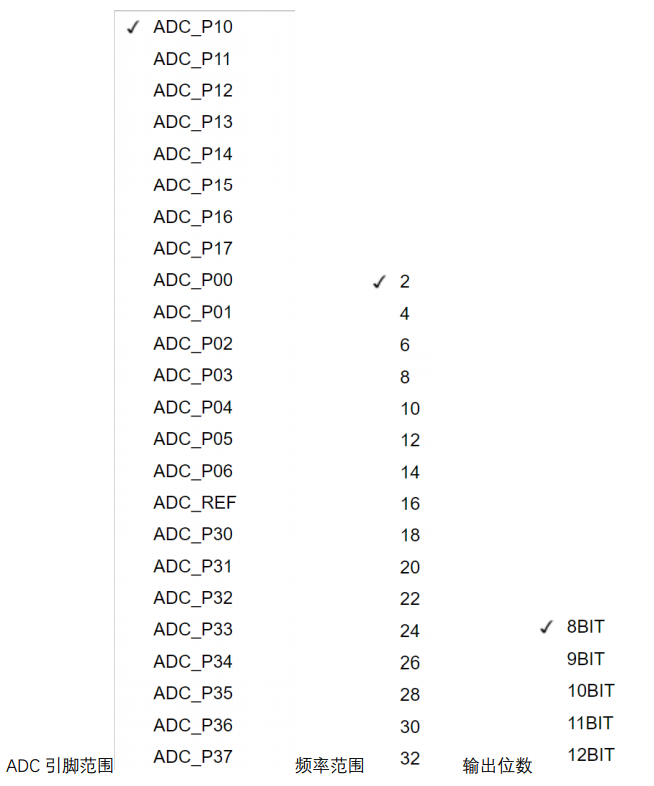 ADC_P10
ADC_P11
ADC_P12
ADC_P13
ADC_P14
ADC_P15
ADC_P16
ADC_P17
ADC_P00
ADC_P01
ADC_P02
ADC_P03
ADC_P04
ADC_P05
ADC_P06
ADC_REF
ADC_P30
ADC_P31
ADC_P32
ADC_P33
ADC_P34
ADC_P35
ADC_P36
ADC_P37
ADC 引脚范围
2
4
6
8
10
12
14
16
18
20
22
24
26
28
30
32
频率范围
8BIT
9BIT
10BIT
11BIT
12BIT
输出位数